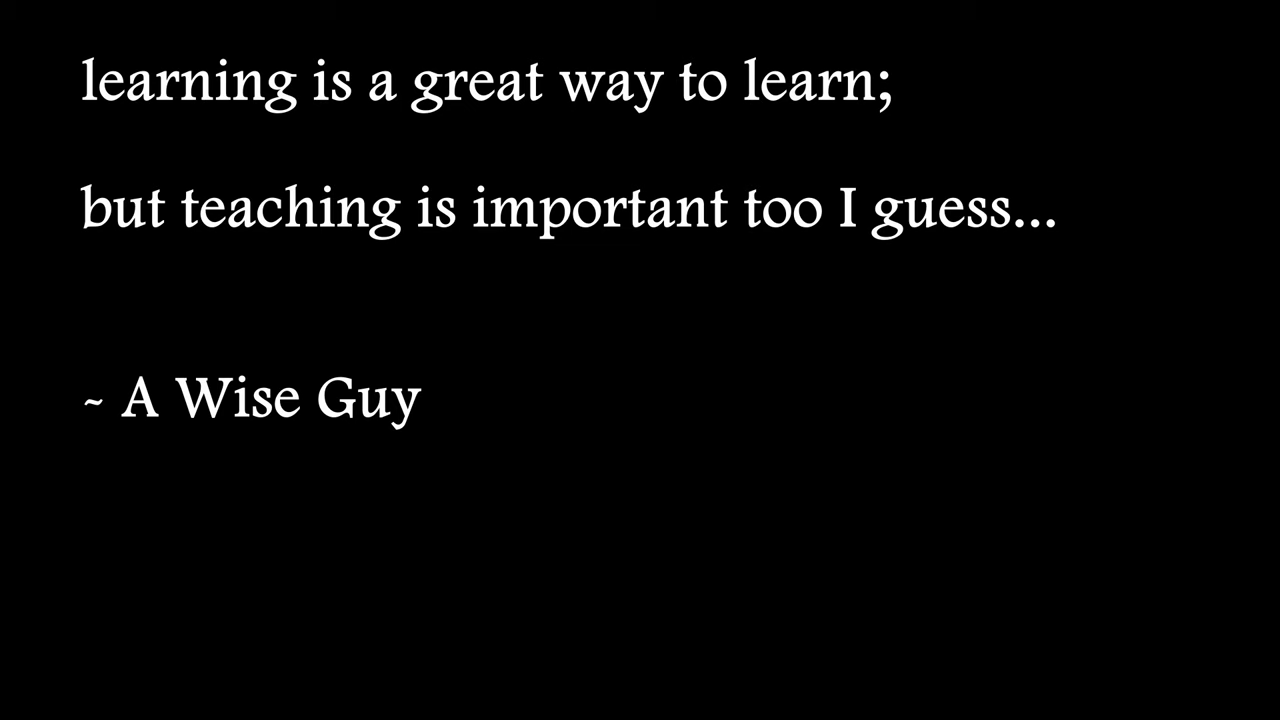 learning is a great way to learn;
but teaching is important too I guess...
~ A Wise Guy